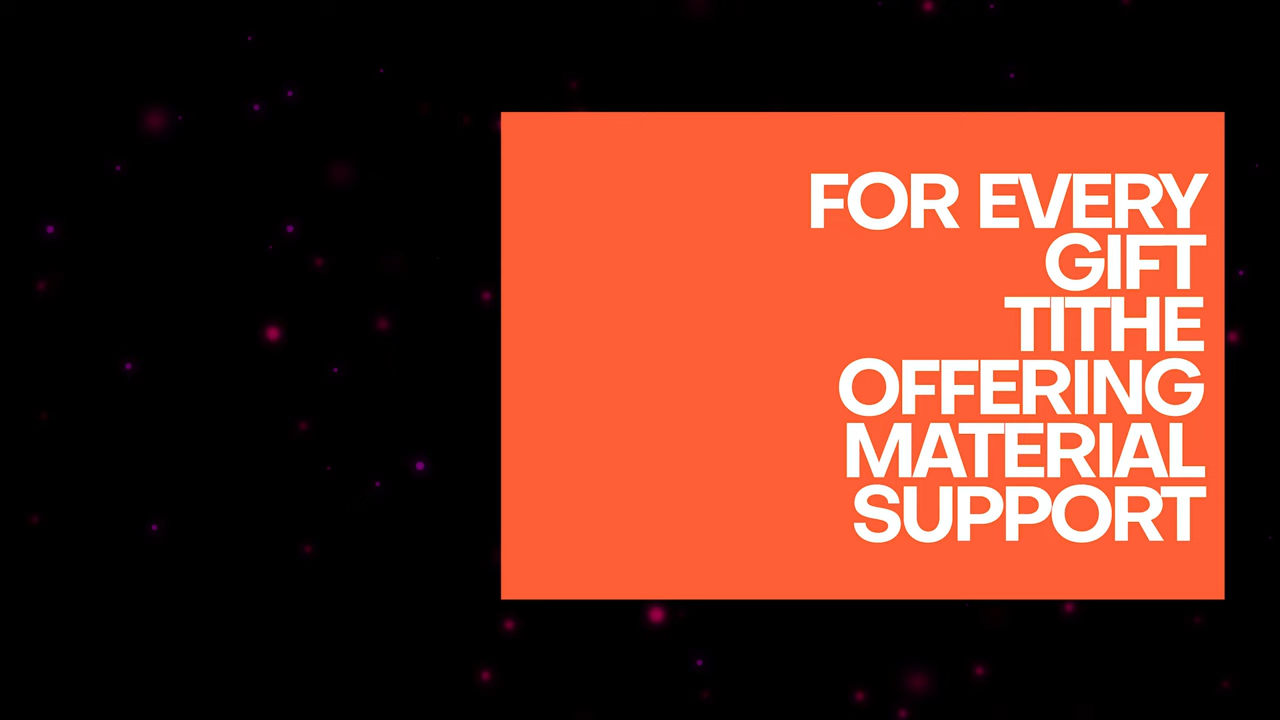 FOR EVERY
GIFT
TITHE
OFFERING
MATERIAL
SUPPORT